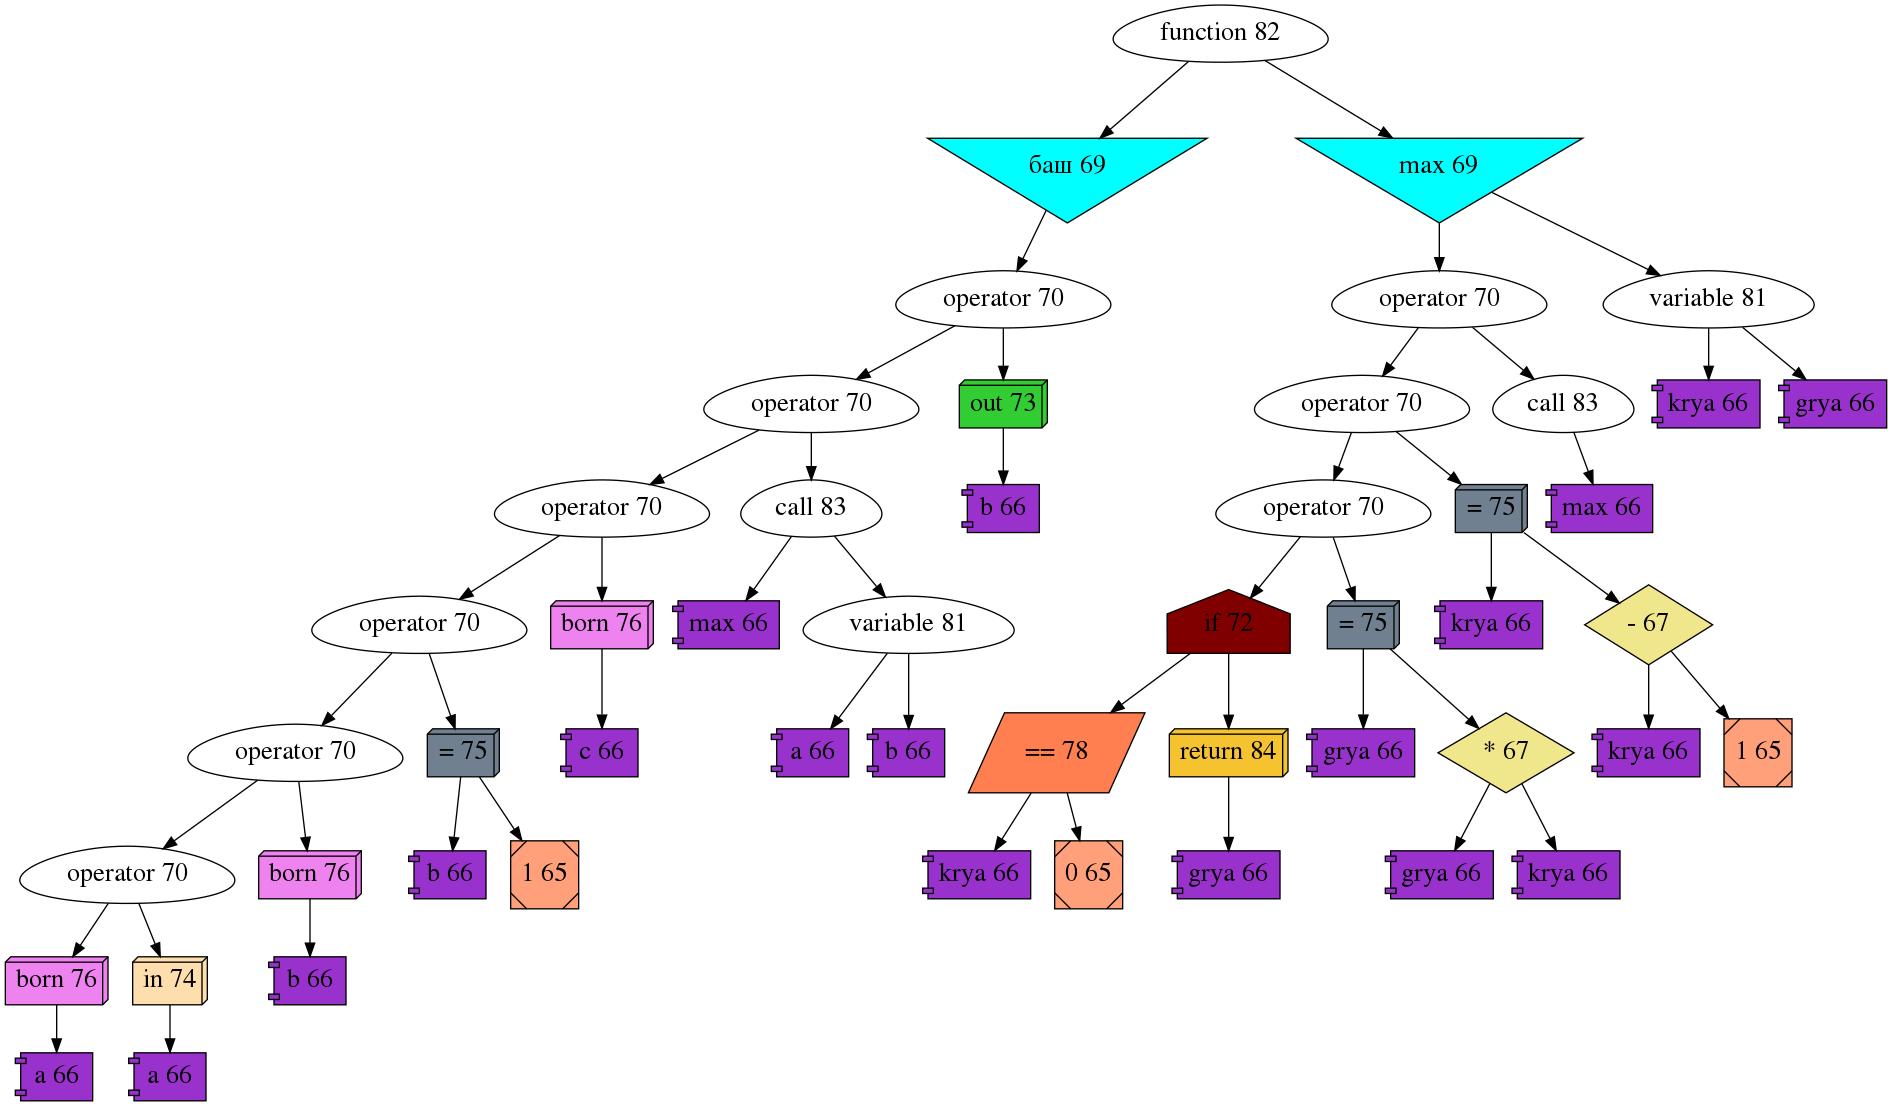 function 82
баш 69
max 69
operator 70
operator 70
variable 81
operator 70
out 73
operator 70
call 83
krya 66
grya 66
operator 70
call 83
b 66
operator 70
= 75
max 66
operator 70
born 76
max 66
variable 81
if 72
= 75
krya 66
- 67
operator 70
= 75
c 66
a 66
b 66
== 78
return 84
grya 66
* 67
krya 66
1 65
operator 70
born 76
b 66
1 65
krya 66
0 65
grya 66
grya 66
krya 66
born 76
in 74
b 66
a 66
a 66